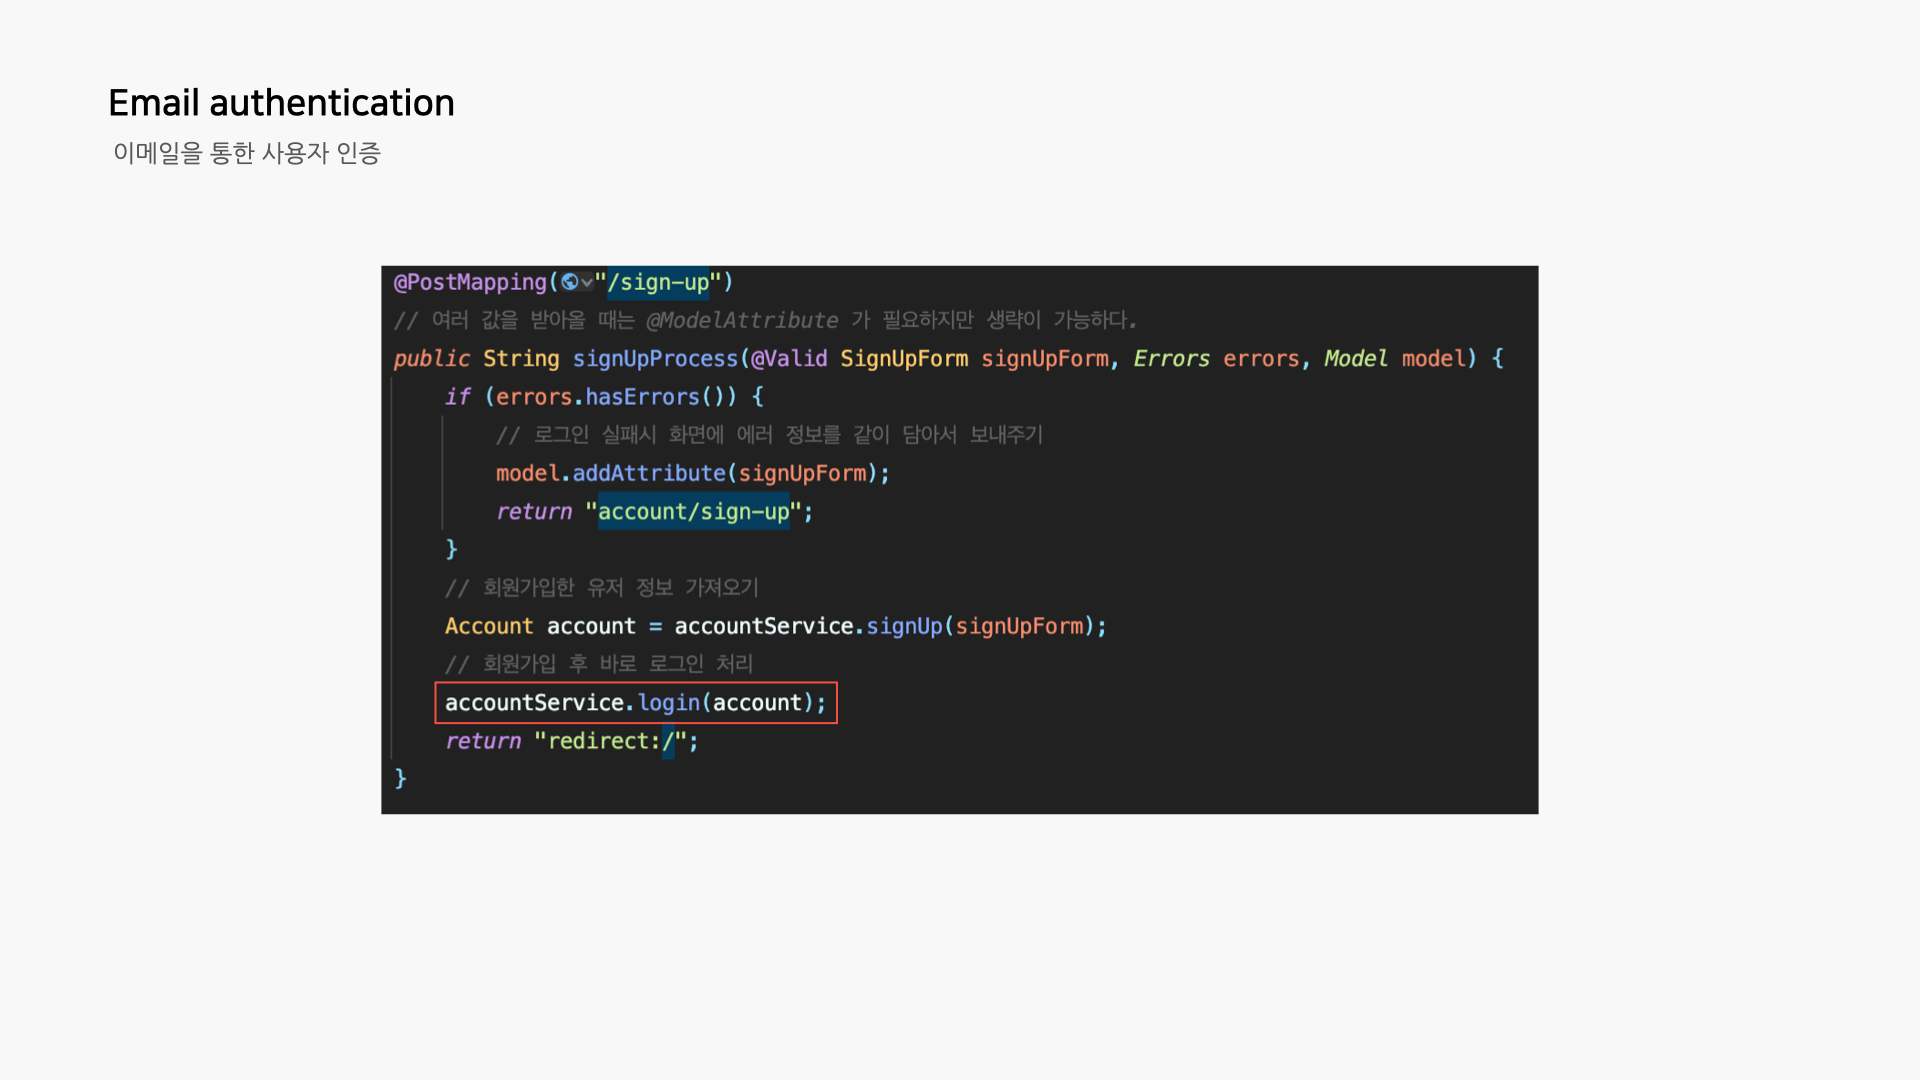 Email authentication
이메일을 통한 사용자 인증
@PostMapping("/sign-up")
// 여러 값을 받아올 때는 @ModelAttribute 가 필요하지만 생략이 가능하다.
public String signUpProcess(@Valid SignUpForm signUpForm, Errors errors, Model model) {
if (errors.hasErrors()) {
// 로그인 실패시 화면에 에러 정보를 같이 담아서 보내주기
model.addAttribute(signUpForm);
return "account/sign-up";
}
// 회원가입한 유저 정보 가져오기
Account account = accountService.signUp(signUpForm);
// 회원가입 후 바로 로그인 처리
accountService.login(account);
return "redirect:/";
}